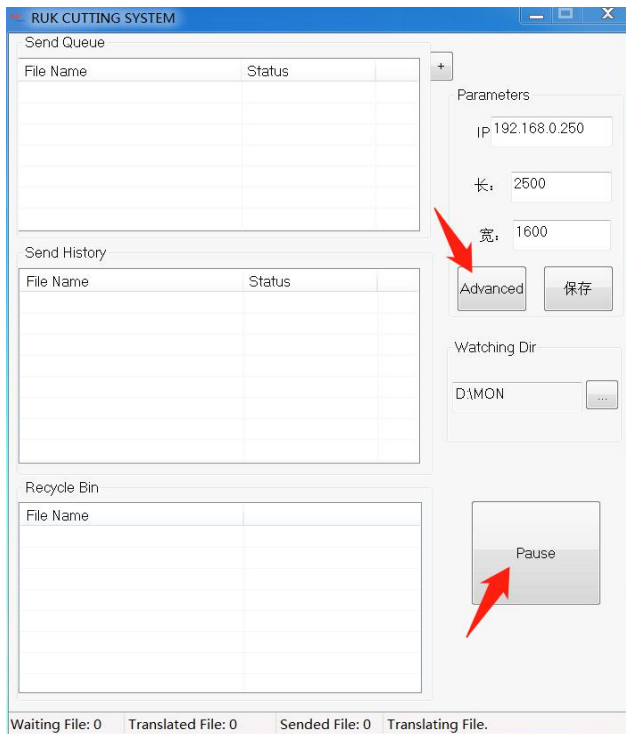 RUK CUTTING SYSTEM
Send Queue
File Name Status
+
Parameters
IP 192.168.0.250
长: 2500
宽: 1600
Advanced 保存
Send History
File Name Status
Watching Dir
D:\MON ...
Recycle Bin
File Name
Pause
Waiting File: 0 Translated File: 0 Sended File: 0 Translating File.